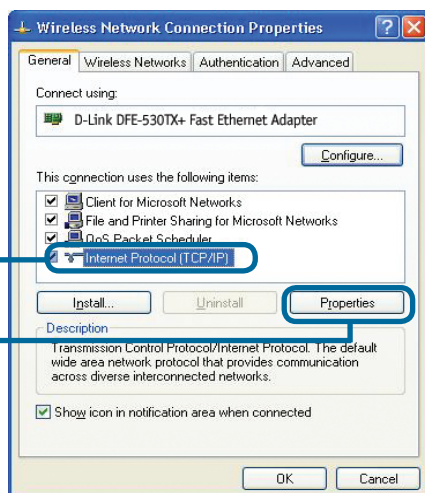 Wireless Network Connection Properties
General Wireless Networks Authentication Advanced
Connect using:
D-Link DFE-530TX+ Fast Ethernet Adapter
Configure...
This connection uses the following items:
Client for Microsoft Networks
File and Printer Sharing for Microsoft Networks
QoS Packet Scheduler
Internet Protocol (TCP/IP)
Install... Uninstall Properties
Description
Transmission Control Protocol/Internet Protocol. The default
wide area network protocol that provides communication
across diverse interconnected networks.
Show icon in notification area when connected
OK Cancel